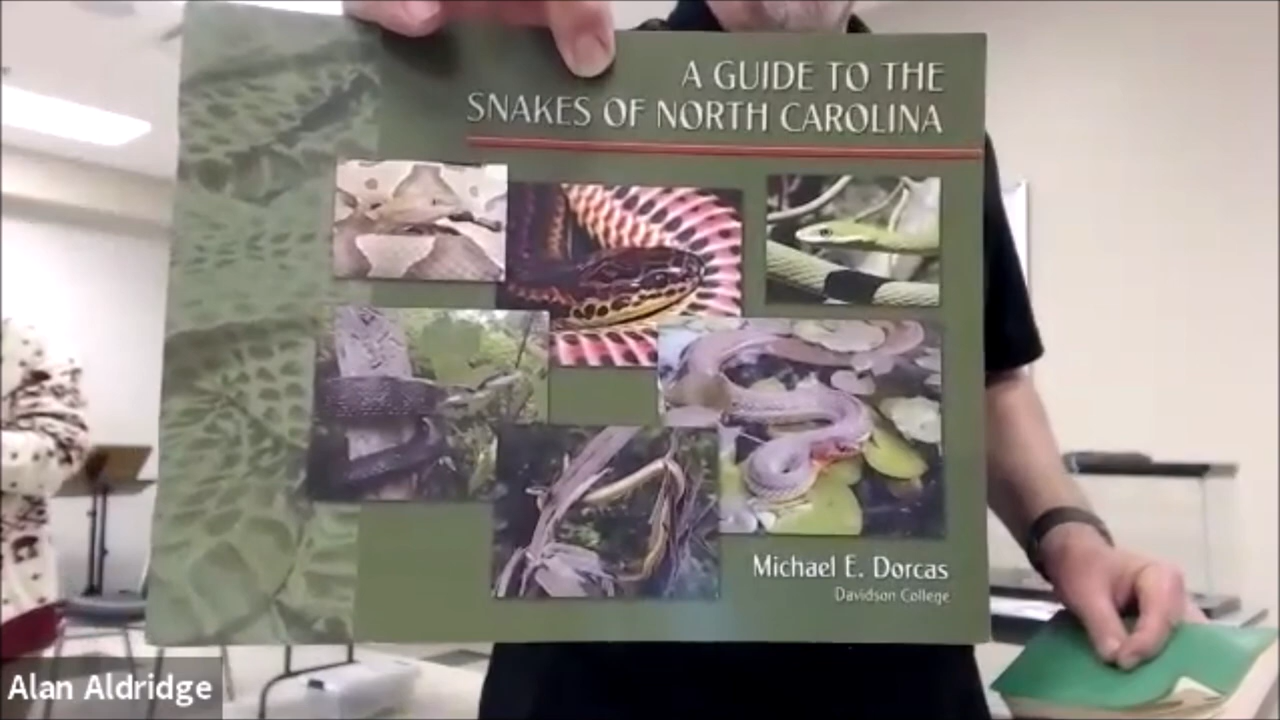 A GUIDE TO THE
SNAKES OF NORTH CAROLINA
Michael E. Dorcas
Davidson College
Alan Aldridge